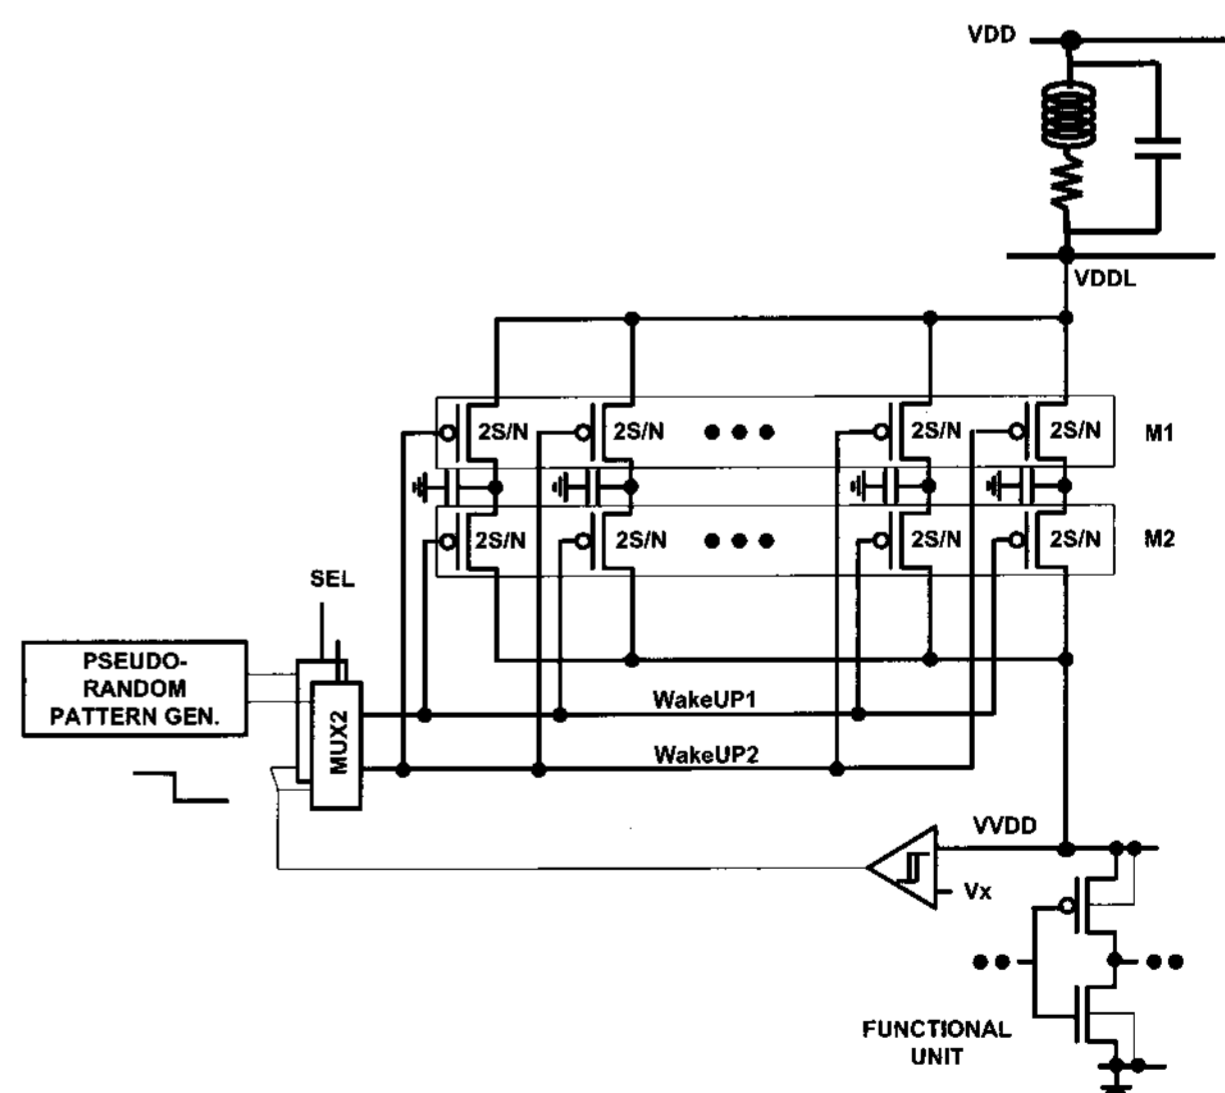 VDD
VDDL
2S/N 2S/N 2S/N 2S/N M1
2S/N 2S/N 2S/N 2S/N M2
SEL
PSEUDO-
RANDOM
PATTERN GEN.
MUX2
WakeUP1
WakeUP2
VVDD
Vx
FUNCTIONAL
UNIT